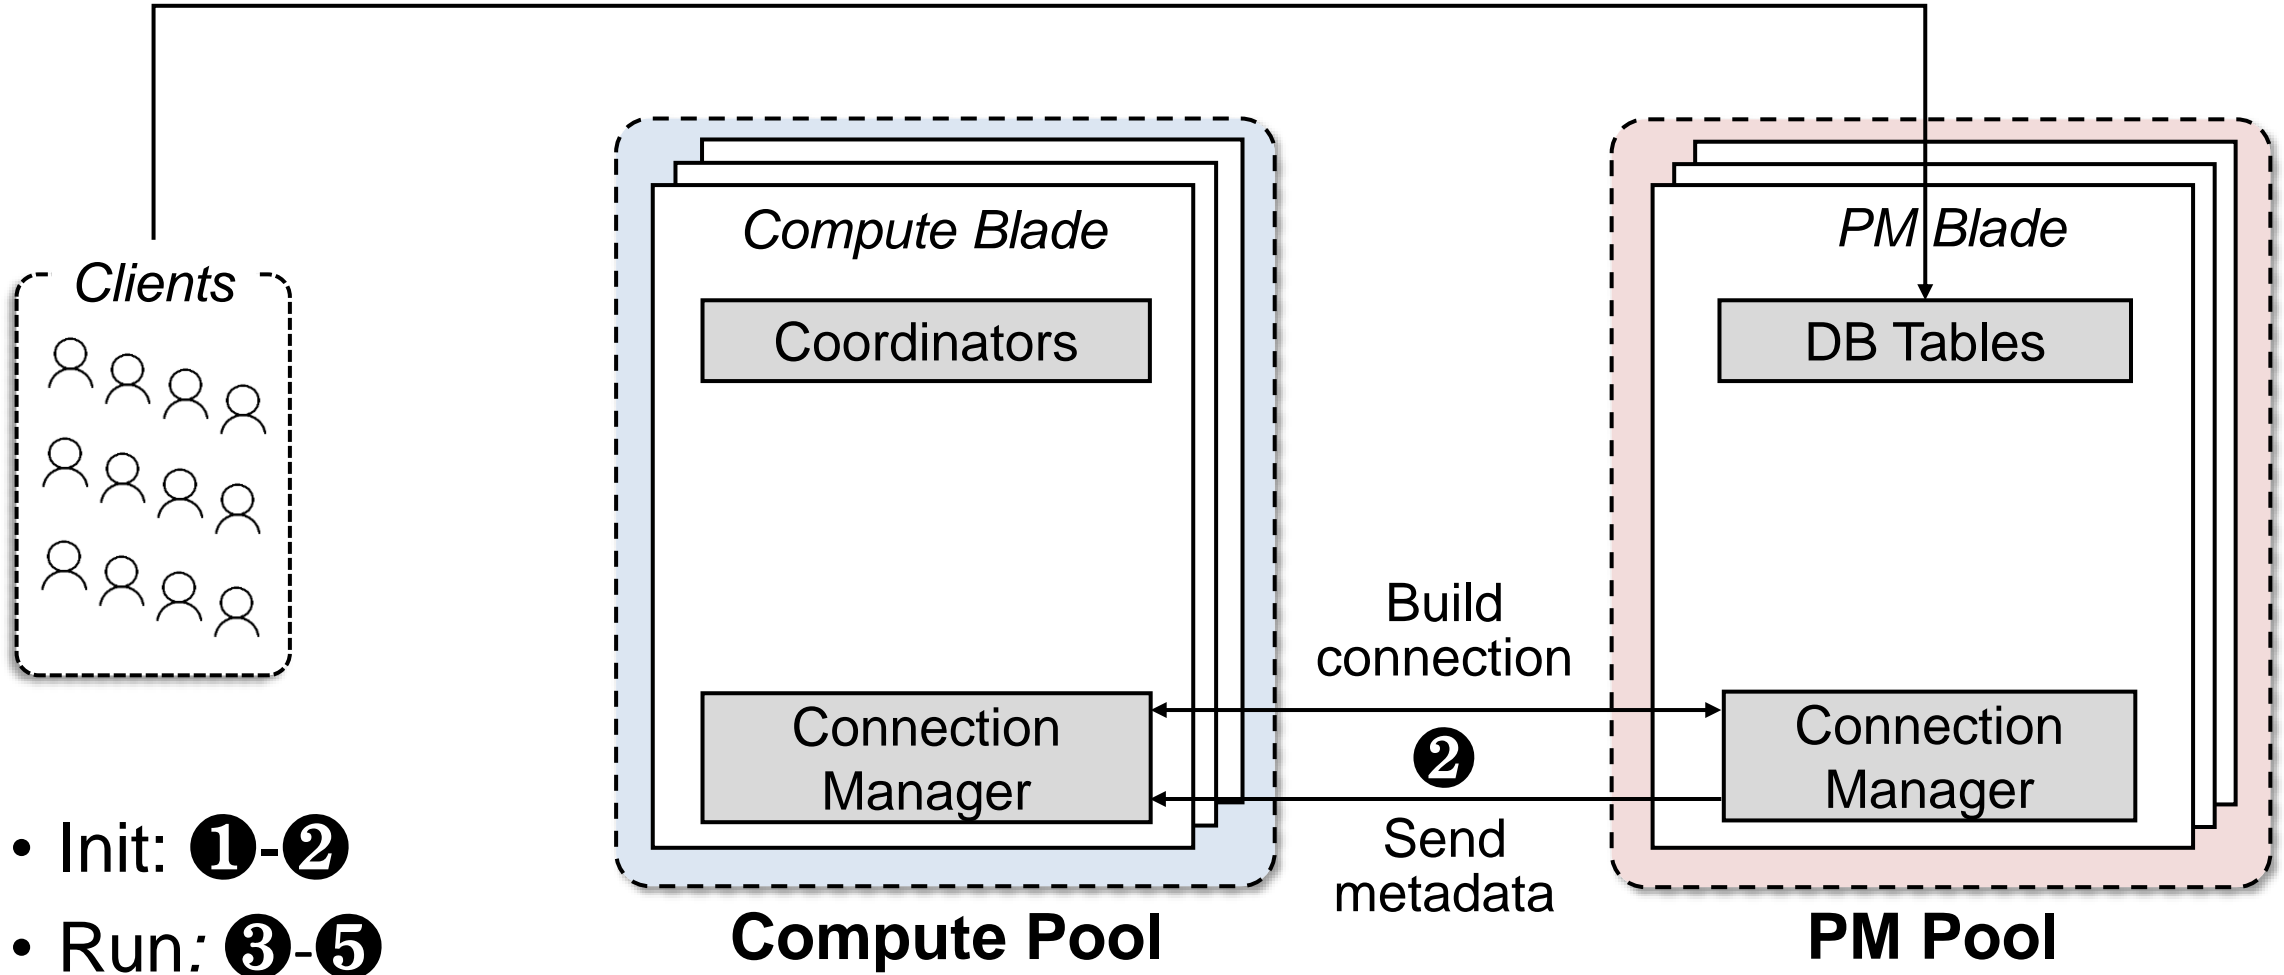 Clients
Compute Blade
Coordinators
Connection
Manager
Compute Pool
Build
connection
❷
Send
metadata
PM Blade
DB Tables
Connection
Manager
PM Pool
• Init: ❶-❷
• Run: ❸-❺